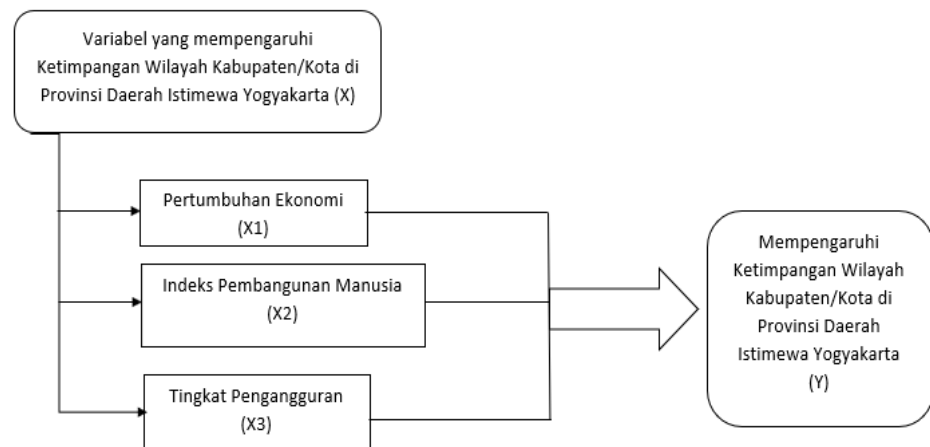 Variabel yang mempengaruhi
Ketimpangan Wilayah Kabupaten/Kota di
Provinsi Daerah Istimewa Yogyakarta (X)
Pertumbuhan Ekonomi
(X1)
Indeks Pembangunan Manusia
(X2)
Tingkat Pengangguran
(X3)
Mempengaruhi
Ketimpangan Wilayah
Kabupaten/Kota di
Provinsi Daerah
Istimewa Yogyakarta
(Y)